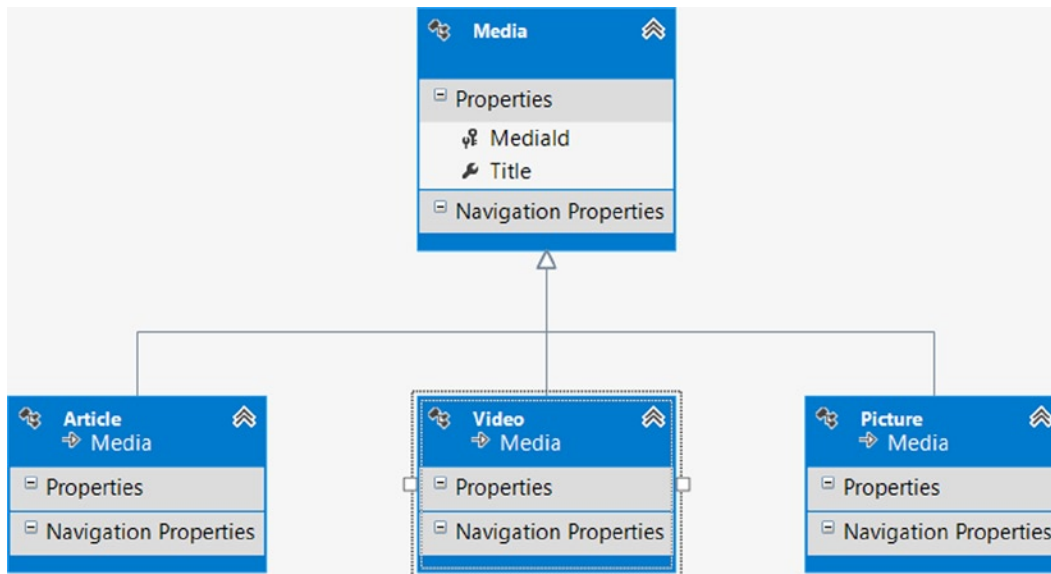 Media
Properties
MediaId
Title
Navigation Properties
Article
Media
Properties
Navigation Properties
Video
Media
Properties
Navigation Properties
Picture
Media
Properties
Navigation Properties